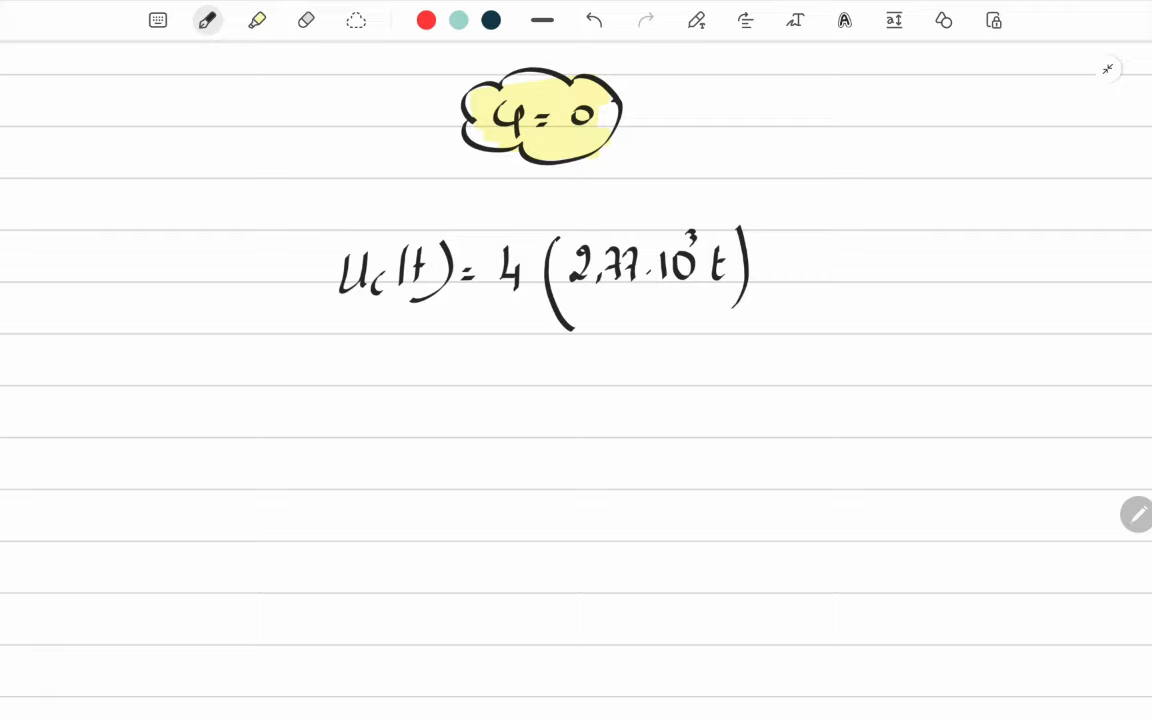 φ = 0
Uc(t) = 4 (2,77.10³ t)